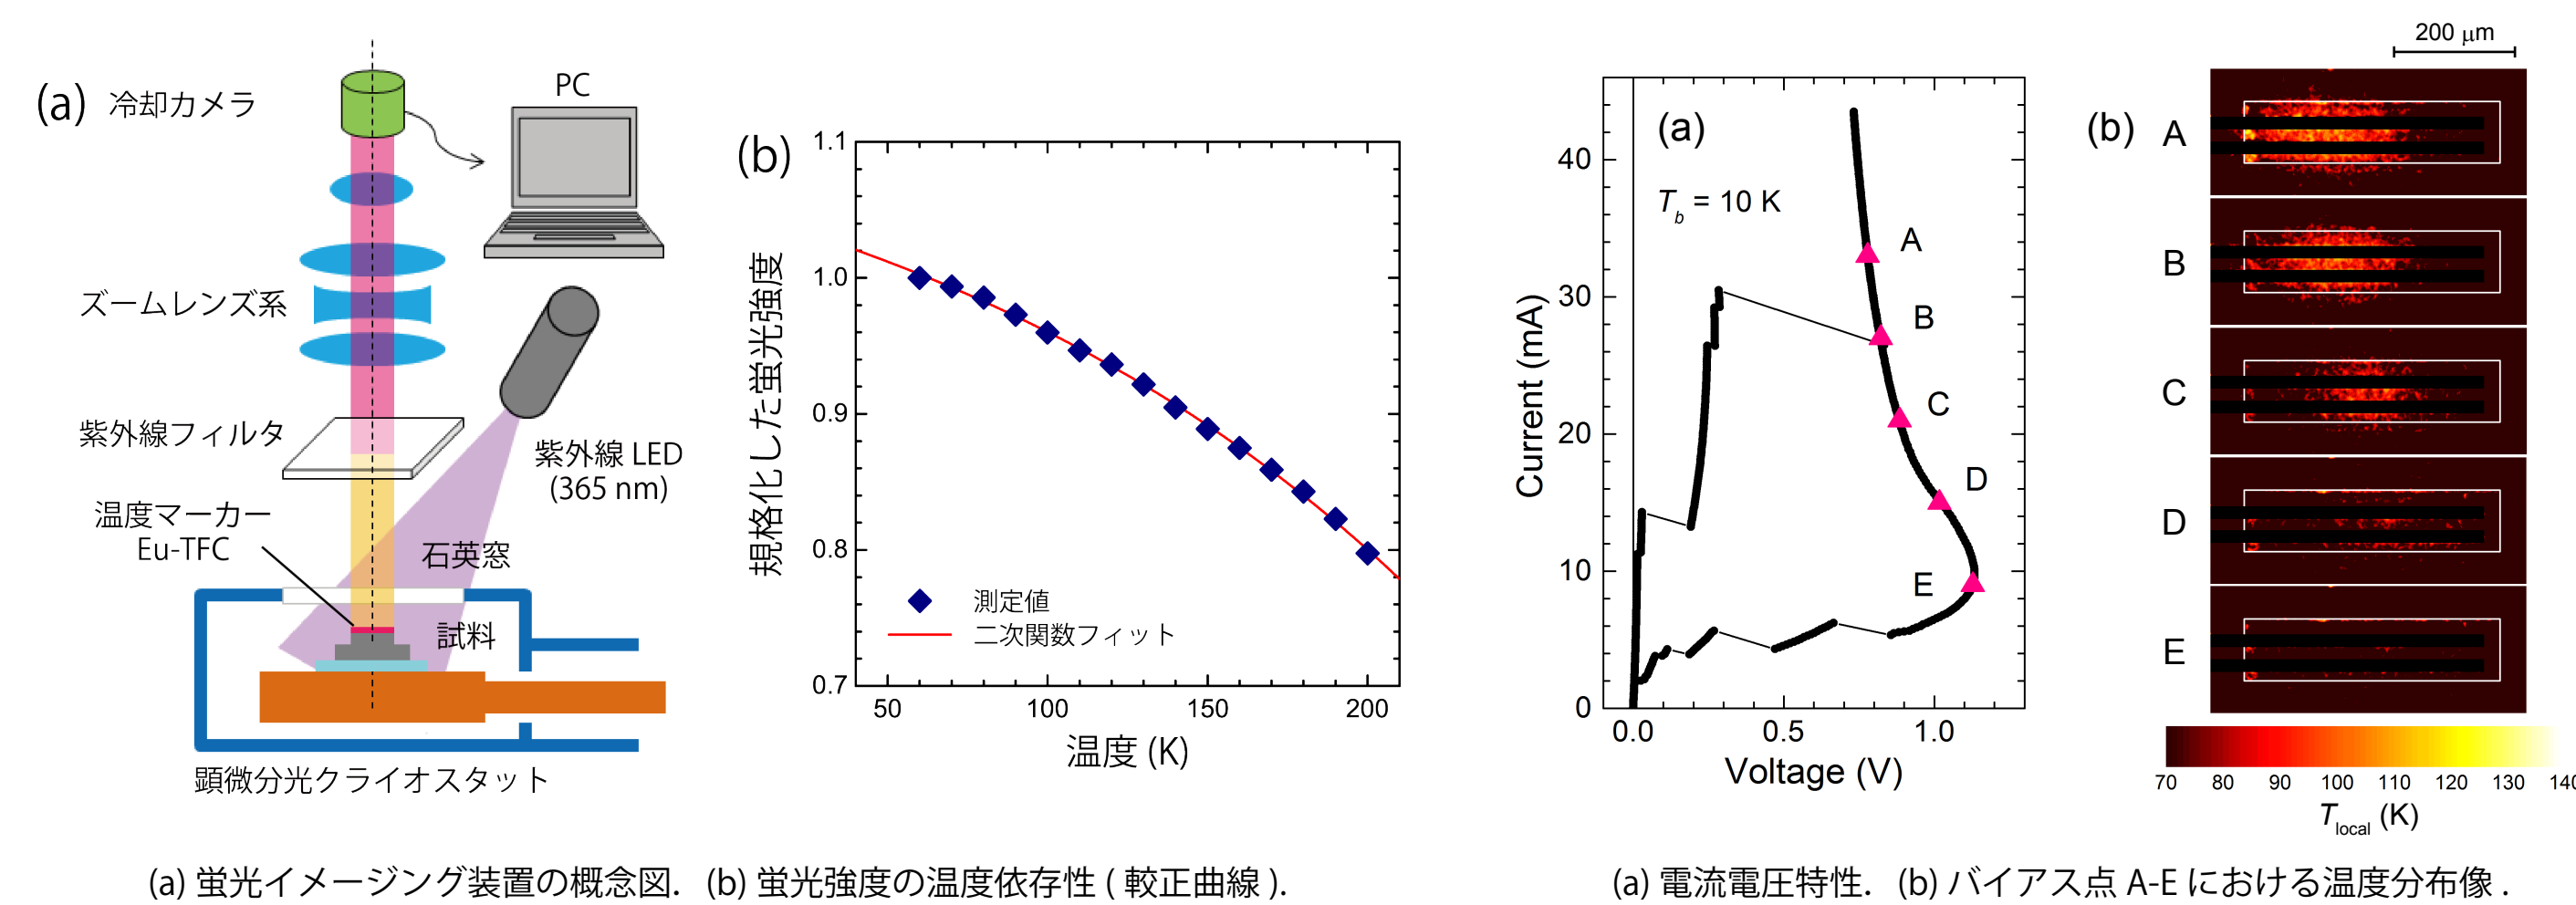 (a)
冷却カメラ
PC
ズームレンズ系
紫外線フィルタ
紫外線 LED
(365 nm)
温度マーカー
Eu-TFC
石英窓
試料
顕微分光クライオスタット
(b)
規格化した蛍光強度
1.1
1.0
0.9
0.8
0.7
測定値
二次関数フィット
50
100
150
200
温度 (K)
(a) 蛍光イメージング装置の概念図. (b) 蛍光強度の温度依存性 ( 較正曲線 ).
(a)
T_b = 10 K
Current (mA)
40
30
20
10
0
A
B
C
D
E
0.0
0.5
1.0
Voltage (V)
200 μm
(b)
A
B
C
D
E
70 80 90 100 110 120 130 140
T_local (K)
(a) 電流電圧特性. (b) バイアス点 A-E における温度分布像 .